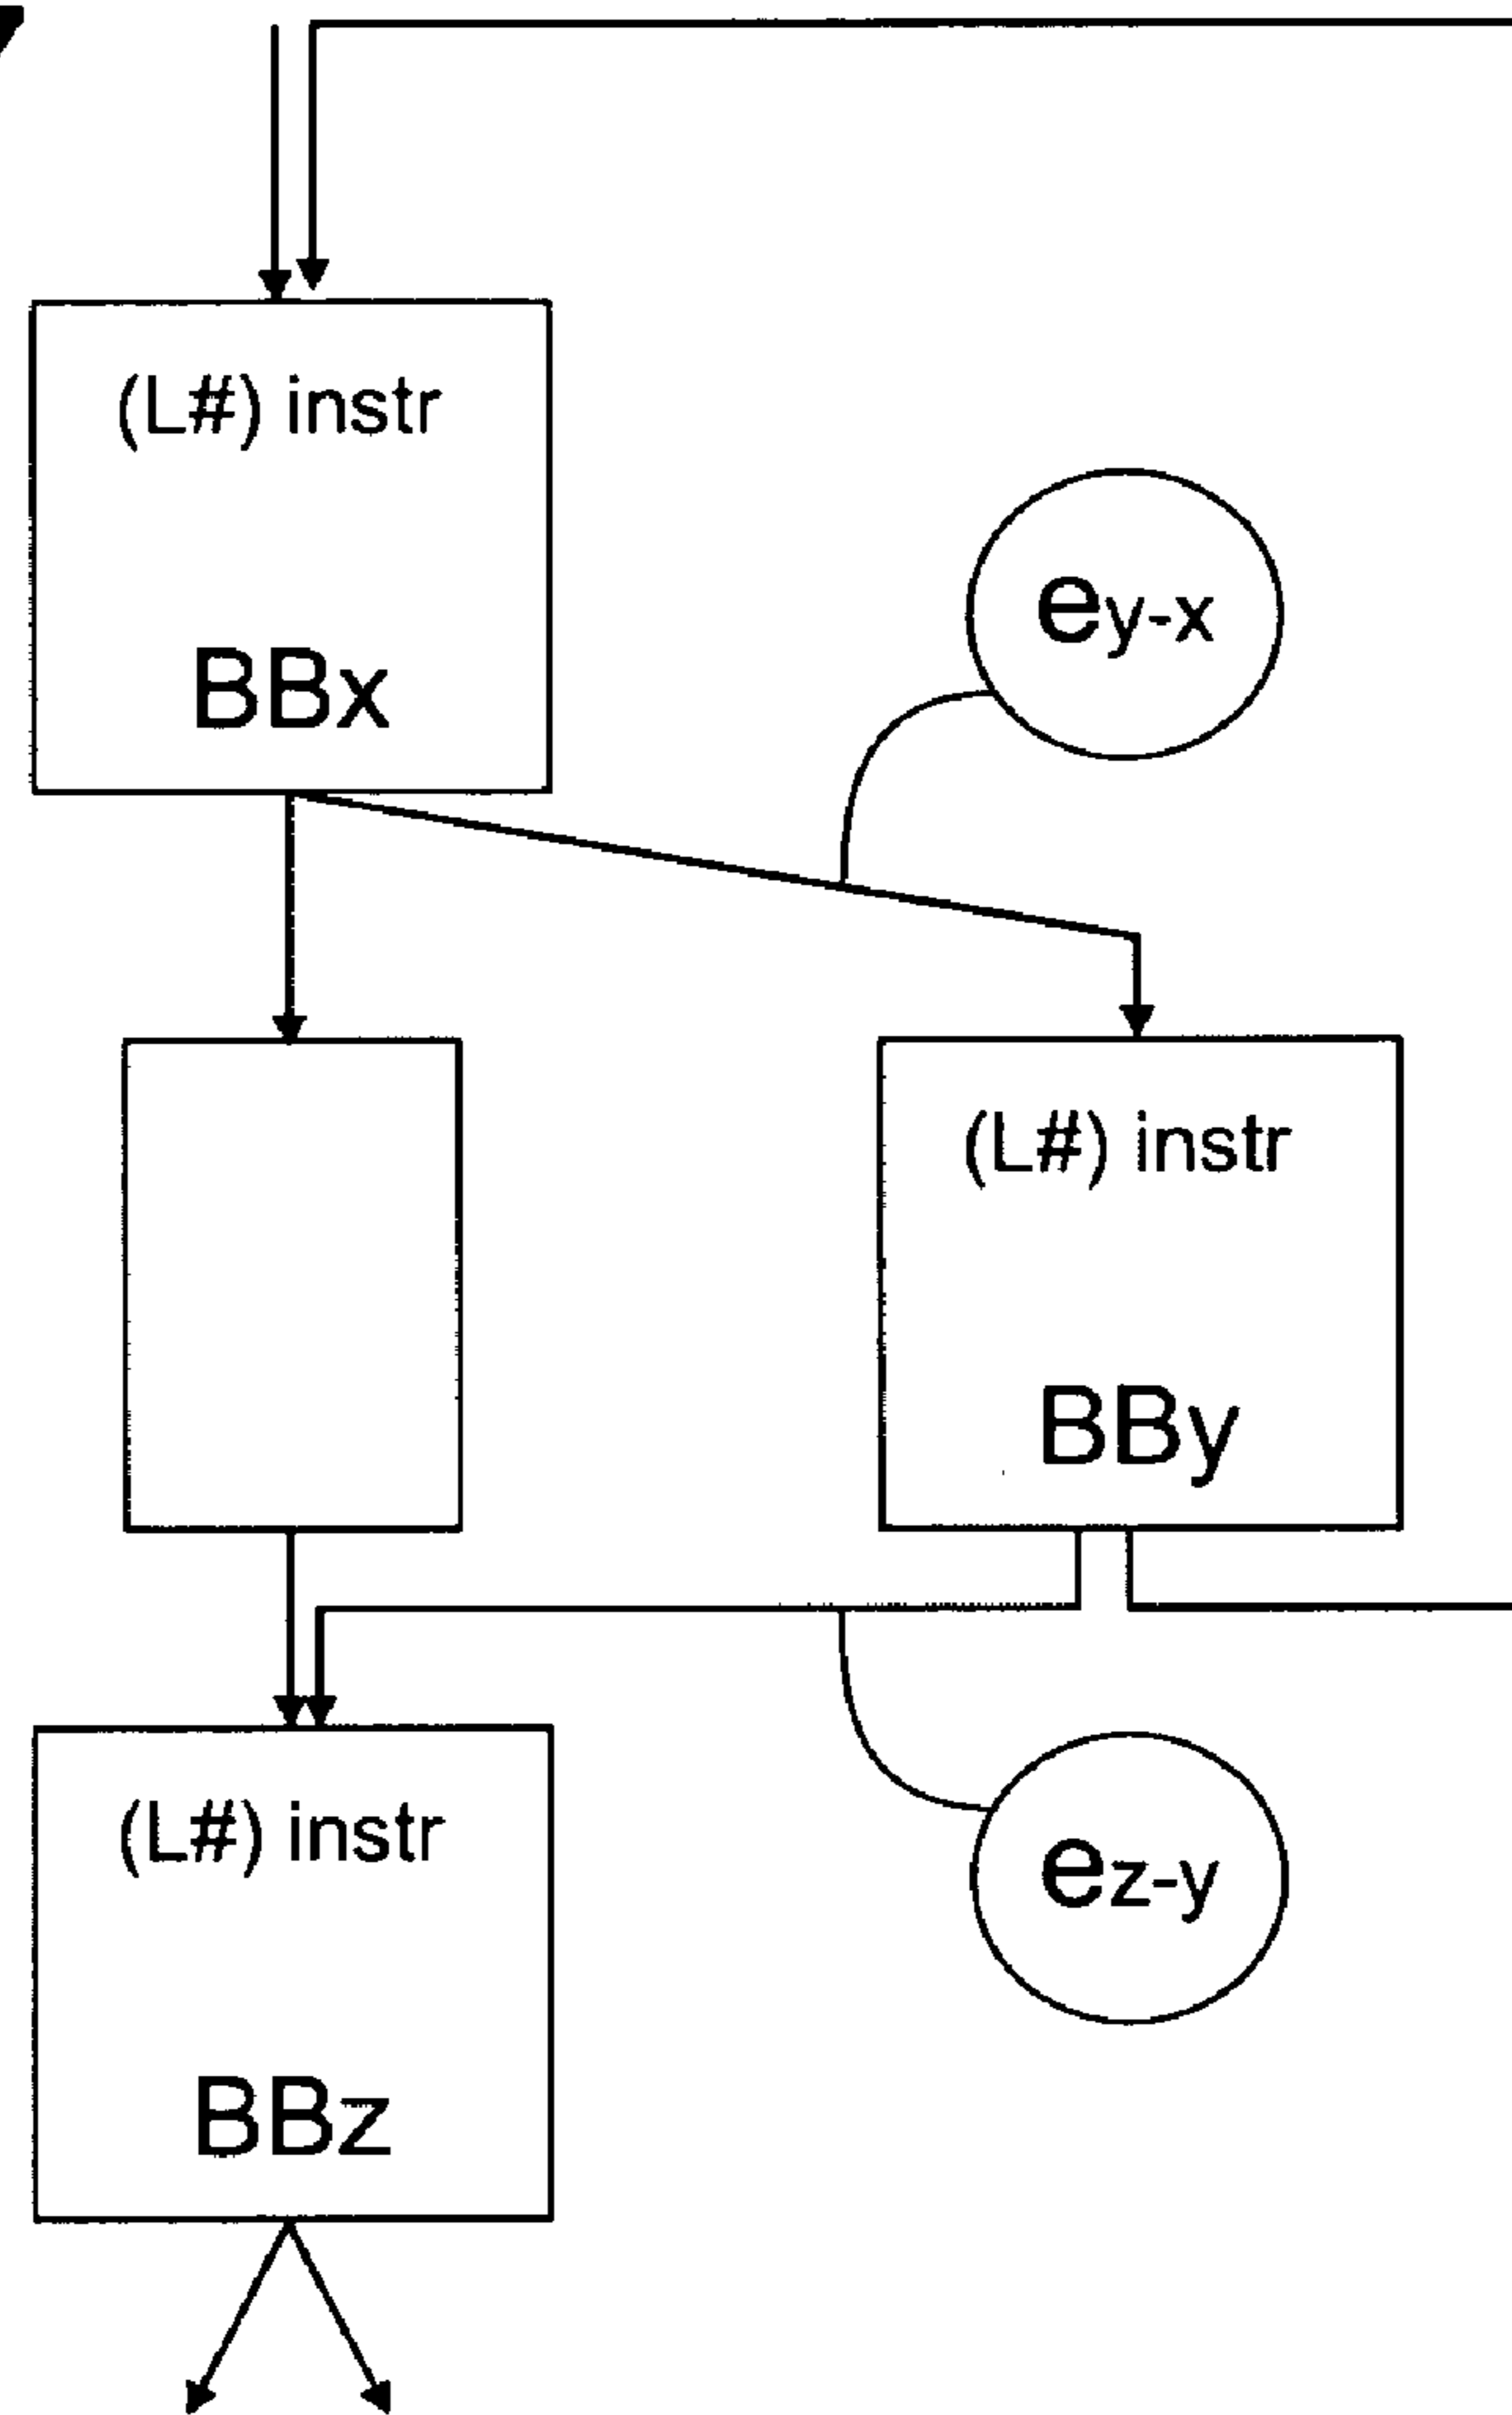 (L#) instr
BBx
ey-x
(L#) instr
BBy
(L#) instr
BBz
ez-y